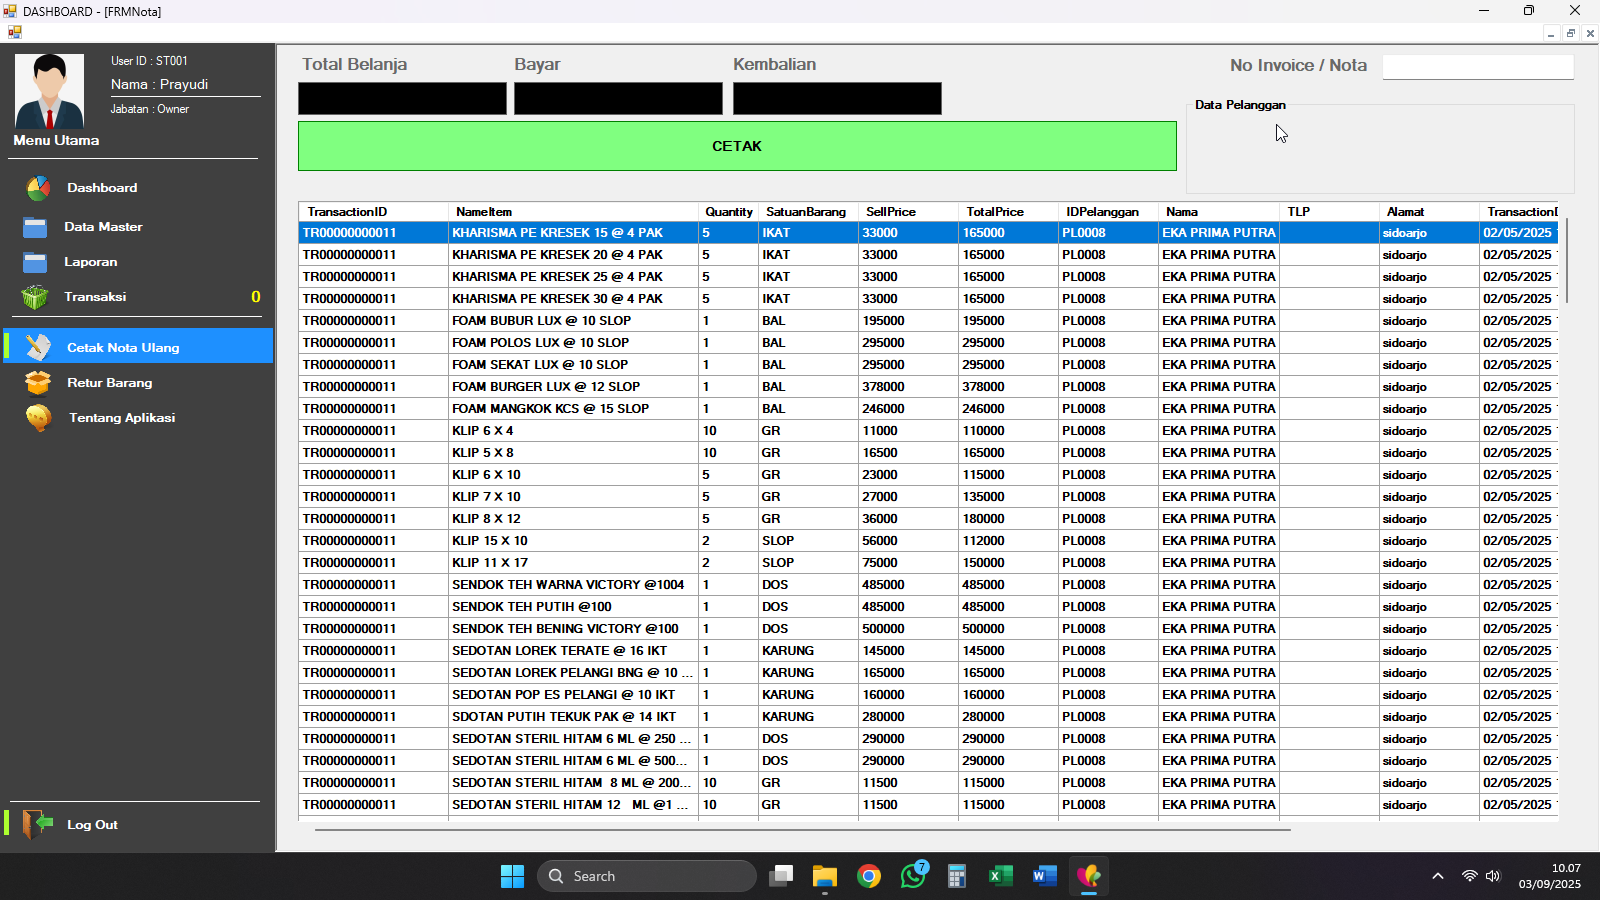 DASHBOARD - [FRMNota]
User ID : ST001
Nama : Prayudi
Jabatan : Owner
Menu Utama
Dashboard
Data Master
Laporan
Transaksi 0
Cetak Nota Ulang
Retur Barang
Tentang Aplikasi
Log Out
Total Belanja Bayar Kembalian No Invoice / Nota
Data Pelanggan
CETAK
TransactionID NameItem Quantity SatuanBarang SellPrice TotalPrice IDPelanggan Nama TLP Alamat TransactionD
TR00000000011 KHARISMA PE KRESEK 15 @ 4 PAK 5 IKAT 33000 165000 PL0008 EKA PRIMA PUTRA sidoarjo 02/05/2025
TR00000000011 KHARISMA PE KRESEK 20 @ 4 PAK 5 IKAT 33000 165000 PL0008 EKA PRIMA PUTRA sidoarjo 02/05/2025
TR00000000011 KHARISMA PE KRESEK 25 @ 4 PAK 5 IKAT 33000 165000 PL0008 EKA PRIMA PUTRA sidoarjo 02/05/2025
TR00000000011 KHARISMA PE KRESEK 30 @ 4 PAK 5 IKAT 33000 165000 PL0008 EKA PRIMA PUTRA sidoarjo 02/05/2025
TR00000000011 FOAM BUBUR LUX @ 10 SLOP 1 BAL 195000 195000 PL0008 EKA PRIMA PUTRA sidoarjo 02/05/2025
TR00000000011 FOAM POLOS LUX @ 10 SLOP 1 BAL 295000 295000 PL0008 EKA PRIMA PUTRA sidoarjo 02/05/2025
TR00000000011 FOAM SEKAT LUX @ 10 SLOP 1 BAL 295000 295000 PL0008 EKA PRIMA PUTRA sidoarjo 02/05/2025
TR00000000011 FOAM BURGER LUX @ 12 SLOP 1 BAL 378000 378000 PL0008 EKA PRIMA PUTRA sidoarjo 02/05/2025
TR00000000011 FOAM MANGKOK KCS @ 15 SLOP 1 BAL 246000 246000 PL0008 EKA PRIMA PUTRA sidoarjo 02/05/2025
TR00000000011 KLIP 6 X 4 10 GR 11000 110000 PL0008 EKA PRIMA PUTRA sidoarjo 02/05/2025
TR00000000011 KLIP 5 X 8 10 GR 16500 165000 PL0008 EKA PRIMA PUTRA sidoarjo 02/05/2025
TR00000000011 KLIP 6 X 10 5 GR 23000 115000 PL0008 EKA PRIMA PUTRA sidoarjo 02/05/2025
TR00000000011 KLIP 7 X 10 5 GR 27000 135000 PL0008 EKA PRIMA PUTRA sidoarjo 02/05/2025
TR00000000011 KLIP 8 X 12 5 GR 36000 180000 PL0008 EKA PRIMA PUTRA sidoarjo 02/05/2025
TR00000000011 KLIP 15 X 10 2 SLOP 56000 112000 PL0008 EKA PRIMA PUTRA sidoarjo 02/05/2025
TR00000000011 KLIP 11 X 17 2 SLOP 75000 150000 PL0008 EKA PRIMA PUTRA sidoarjo 02/05/2025
TR00000000011 SENDOK TEH WARNA VICTORY @1004 1 DOS 485000 485000 PL0008 EKA PRIMA PUTRA sidoarjo 02/05/2025
TR00000000011 SENDOK TEH PUTIH @100 1 DOS 485000 485000 PL0008 EKA PRIMA PUTRA sidoarjo 02/05/2025
TR00000000011 SENDOK TEH BENING VICTORY @100 1 DOS 500000 500000 PL0008 EKA PRIMA PUTRA sidoarjo 02/05/2025
TR00000000011 SEDOTAN LOREK TERATE @ 16 IKT 1 KARUNG 145000 145000 PL0008 EKA PRIMA PUTRA sidoarjo 02/05/2025
TR00000000011 SEDOTAN LOREK PELANGI BNG @ 10 ... 1 KARUNG 165000 165000 PL0008 EKA PRIMA PUTRA sidoarjo 02/05/2025
TR00000000011 SEDOTAN POP ES PELANGI @ 10 IKT 1 KARUNG 160000 160000 PL0008 EKA PRIMA PUTRA sidoarjo 02/05/2025
TR00000000011 SDOTAN PUTIH TEKUK PAK @ 14 IKT 1 KARUNG 280000 280000 PL0008 EKA PRIMA PUTRA sidoarjo 02/05/2025
TR00000000011 SEDOTAN STERIL HITAM 6 ML @ 250 ... 1 DOS 290000 290000 PL0008 EKA PRIMA PUTRA sidoarjo 02/05/2025
TR00000000011 SEDOTAN STERIL HITAM 6 ML @ 500... 1 DOS 290000 290000 PL0008 EKA PRIMA PUTRA sidoarjo 02/05/2025
TR00000000011 SEDOTAN STERIL HITAM 8 ML @ 200... 10 GR 11500 115000 PL0008 EKA PRIMA PUTRA sidoarjo 02/05/2025
TR00000000011 SEDOTAN STERIL HITAM 12 ML @1 ... 10 GR 11500 115000 PL0008 EKA PRIMA PUTRA sidoarjo 02/05/2025
Search
7
10.07
03/09/2025